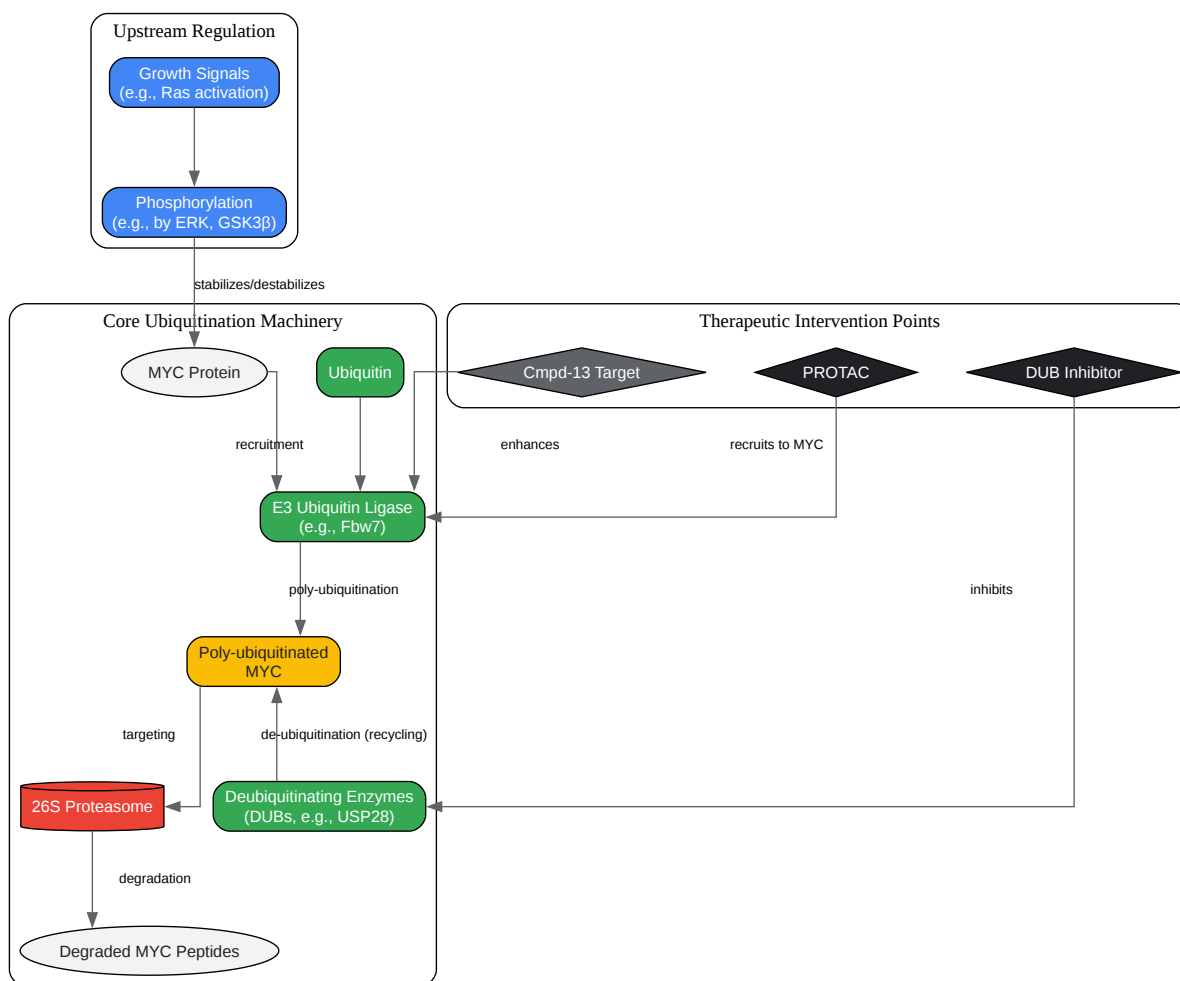 Upstream Regulation
Growth Signals
(e.g., Ras activation)
Phosphorylation
(e.g., by ERK, GSK3β)
stabilizes/destabilizes
Core Ubiquitination Machinery
Therapeutic Intervention Points
MYC Protein
Ubiquitin
Cmpd-13 Target
PROTAC
DUB Inhibitor
recruitment
enhances
recruits to MYC
E3 Ubiquitin Ligase
(e.g., Fbw7)
poly-ubiquitination
inhibits
Poly-ubiquitinated
MYC
targeting
de-ubiquitination (recycling)
26S Proteasome
Deubiquitinating Enzymes
(DUBs, e.g., USP28)
degradation
Degraded MYC Peptides